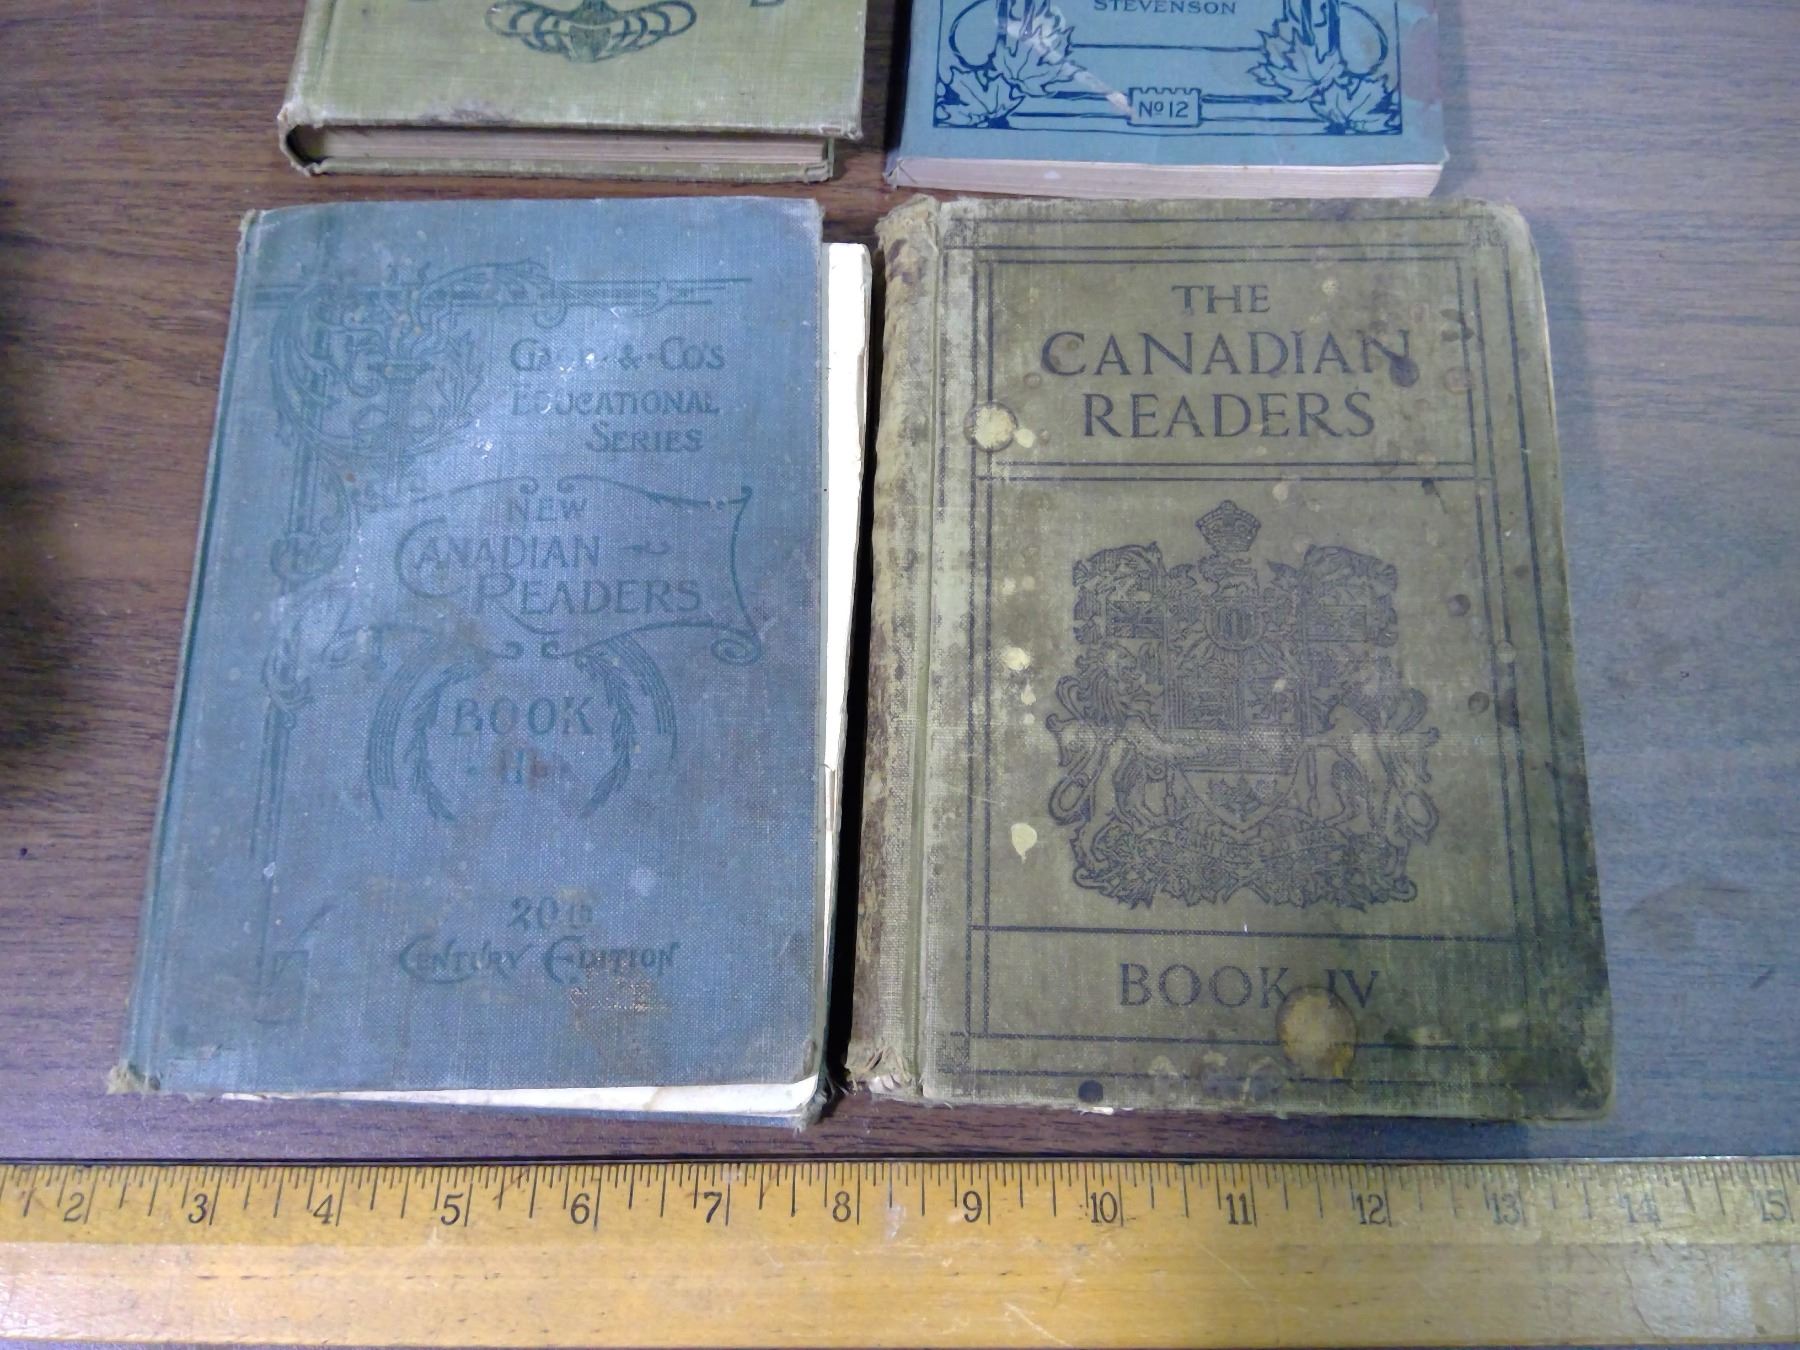 STEVENSON
No 12
& Co's
Educational
Series
New
Canadian
Readers
Book
20th
Century Edition
THE
CANADIAN
READERS
BOOK IV
2 3 4 5 6 7 8 9 10 11 12 13 14 15